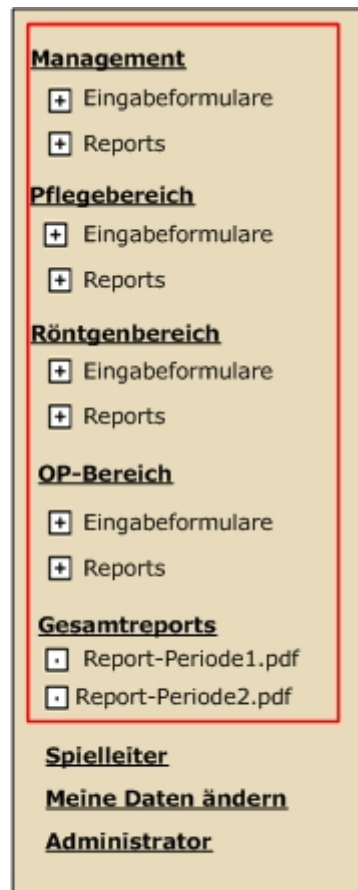 Management
Eingabeformulare
Reports
Pflegebereich
Eingabeformulare
Reports
Röntgenbereich
Eingabeformulare
Reports
OP-Bereich
Eingabeformulare
Reports
Gesamtreports
Report-Periode1.pdf
Report-Periode2.pdf
Spielleiter
Meine Daten ändern
Administrator